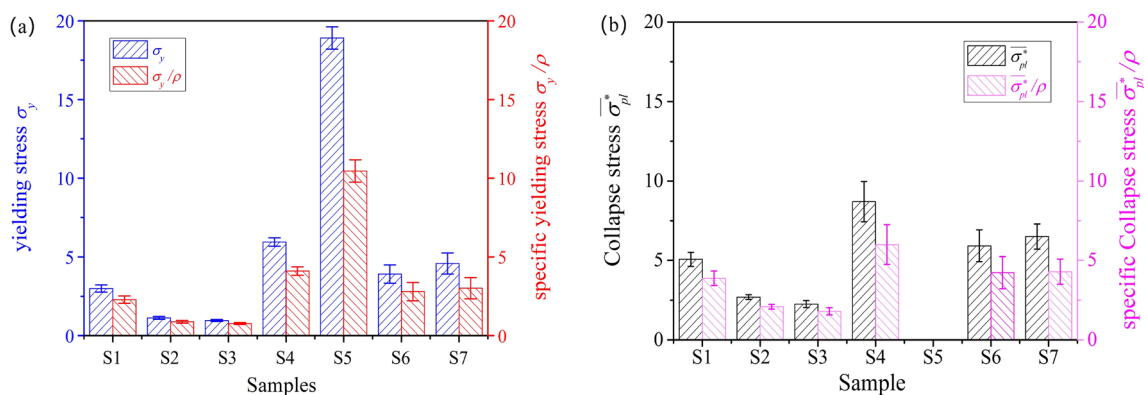 (a)
20
15
10
5
0
yielding stress σy
σy
σy/ρ
20
15
10
5
0
specific yielding stress σy/ρ
S1 S2 S3 S4 S5 S6 S7
Samples
(b)
20
15
10
5
0
Collapse stress σ̅*pl
σ̅*pl
σ̅*pl/ρ
20
15
10
5
0
specific Collapse stress σ̅*pl/ρ
S1 S2 S3 S4 S5 S6 S7
Sample